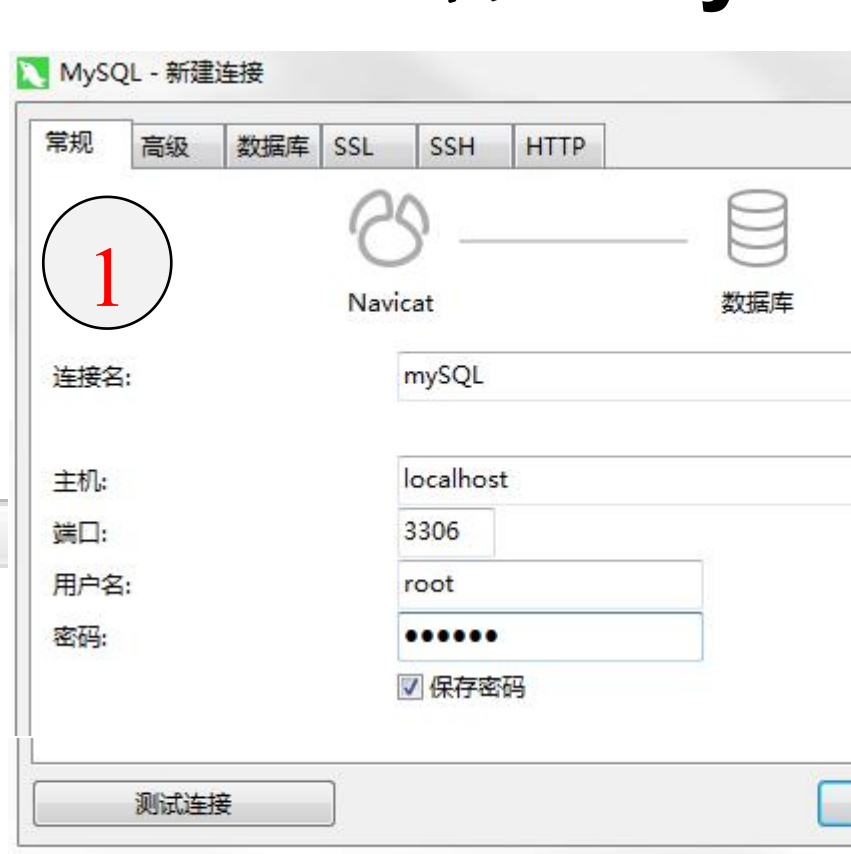 MySQL - 新建连接
常规 高级 数据库 SSL SSH HTTP
1
Navicat 数据库
连接名: mySQL
主机: localhost
端口: 3306
用户名: root
密码: ●●●●●●
保存密码
测试连接